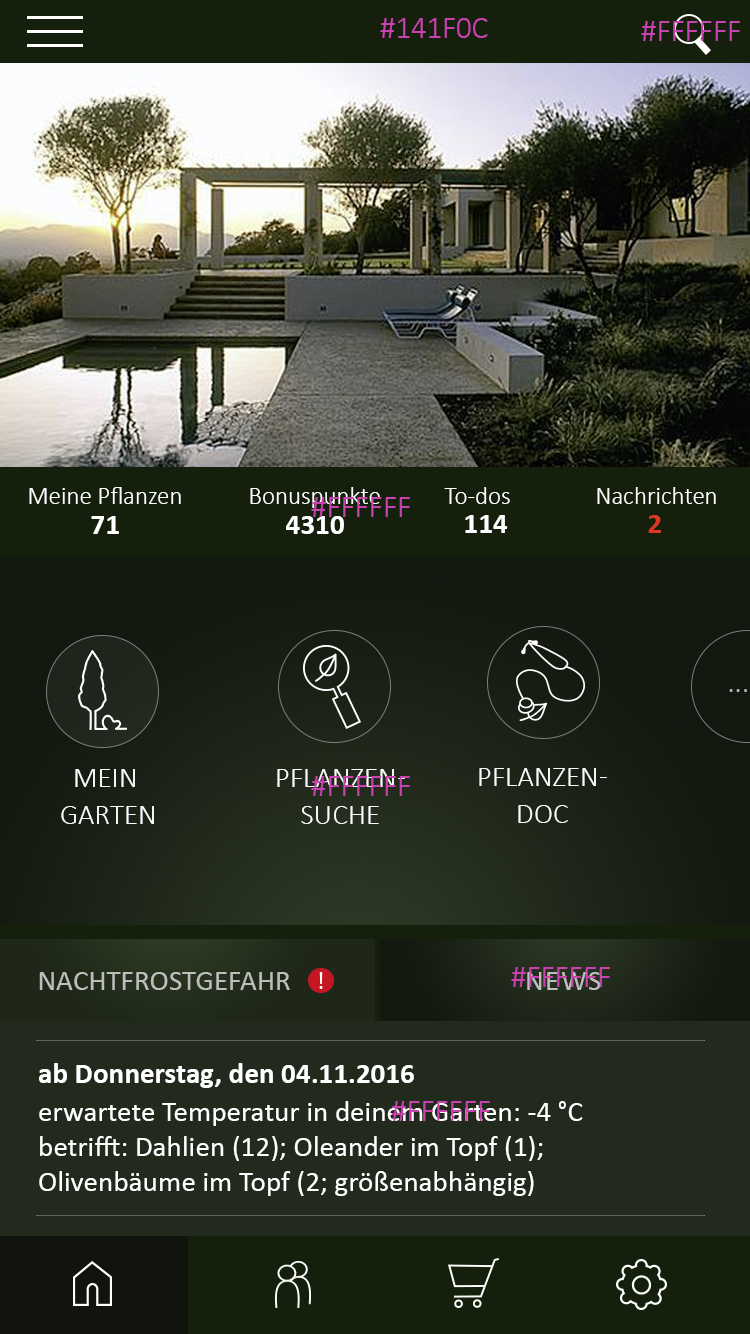 #141F0C
#FFFFFF
Meine Pflanzen
71
Bonuspunkte
4310
#FFFFFF
To-dos
114
Nachrichten
2
...
MEIN
GARTEN
PFLANZEN-
SUCHE
#FFFFFF
PFLANZEN-
DOC
NACHTFROSTGEFAHR !
NEWS
#FFFFFF
ab Donnerstag, den 04.11.2016
erwartete Temperatur in deinem Garten: -4 °C
#FFFFFF
betrifft: Dahlien (12); Oleander im Topf (1);
Olivenbäume im Topf (2; größenabhängig)